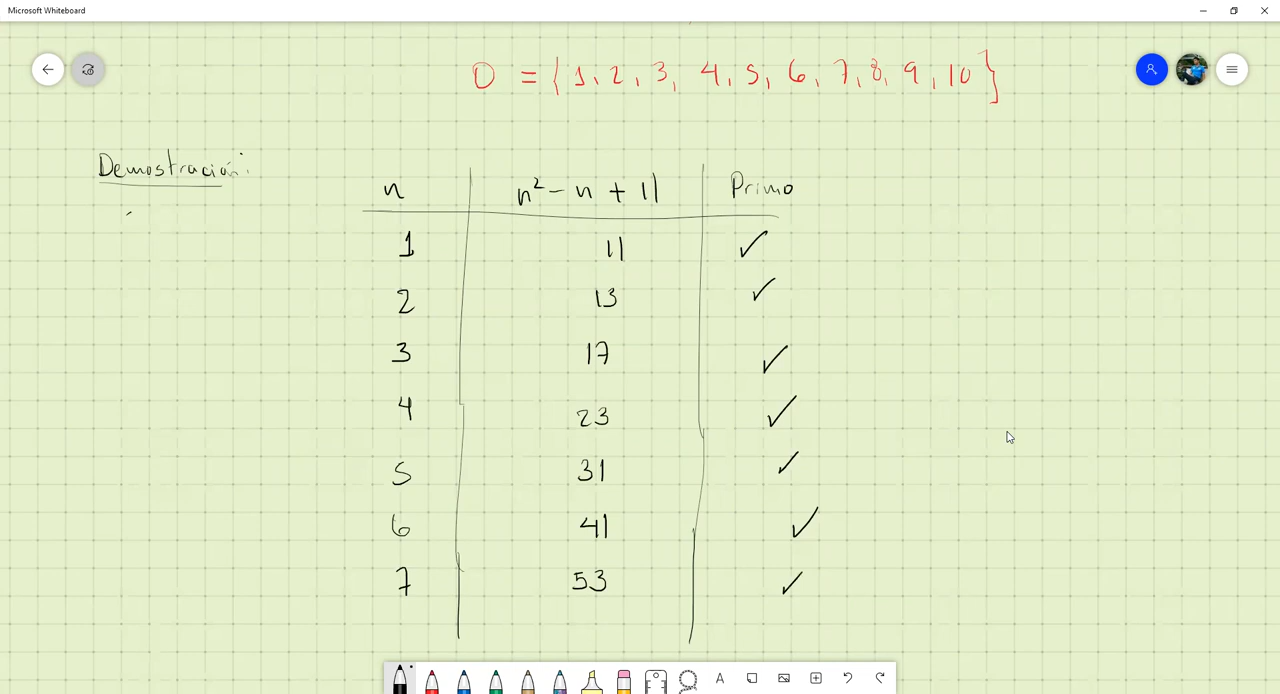 Microsoft Whiteboard
D = {1, 2, 3, 4, 5, 6, 7, 8, 9, 10}
Demostración:
n n² - n + 11 Primo
1 11 ✓
2 13 ✓
3 17 ✓
4 23 ✓
5 31 ✓
6 41 ✓
7 53 ✓
A